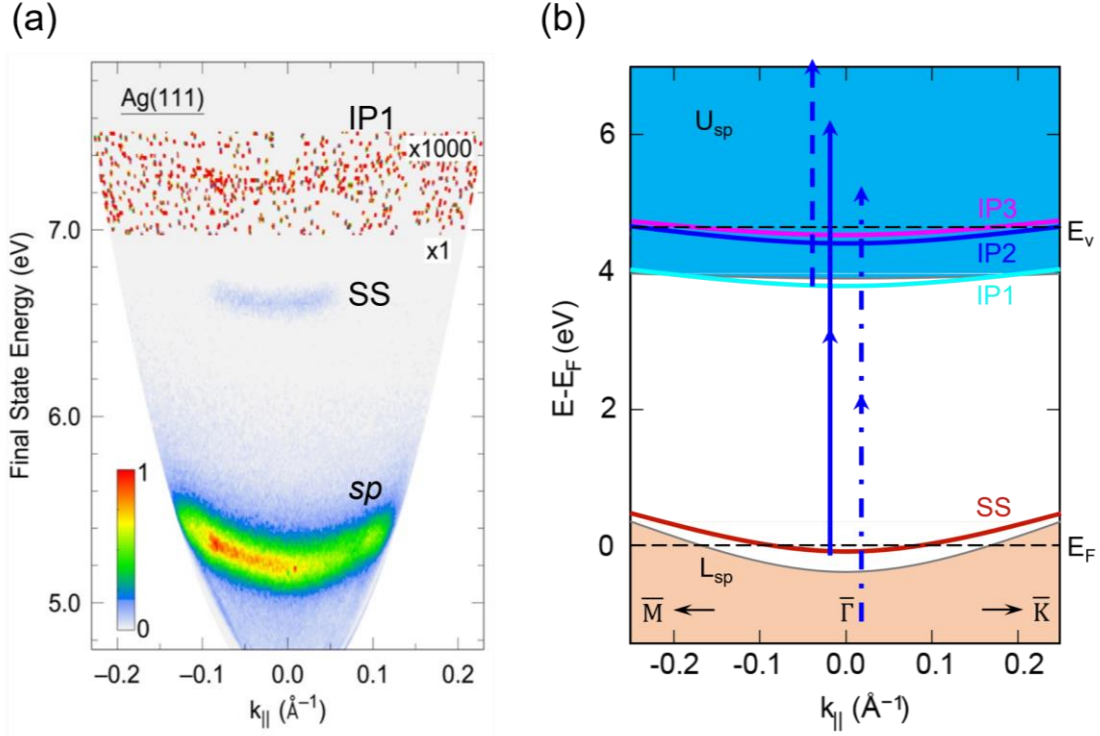 (a)
Ag(111)
IP1
x1000
x1
SS
sp
1
0
Final State Energy (eV)
7.0
6.0
5.0
−0.2 −0.1 0.0 0.1 0.2
k|| (Å−1)
(b)
Usp
IP3
Ev
IP2
IP1
SS
EF
Lsp
M̅ Γ̅ K̅
E-EF (eV)
6
4
2
0
-0.2 -0.1 0.0 0.1 0.2
k|| (Å−1)